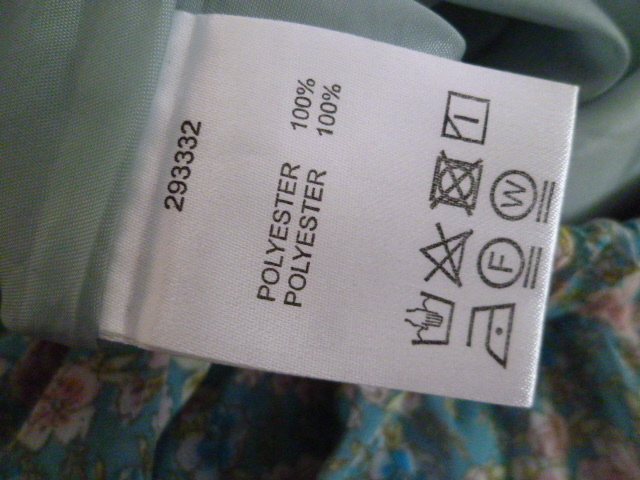 293332
POLYESTER 100%
POLYESTER 100%
W
F